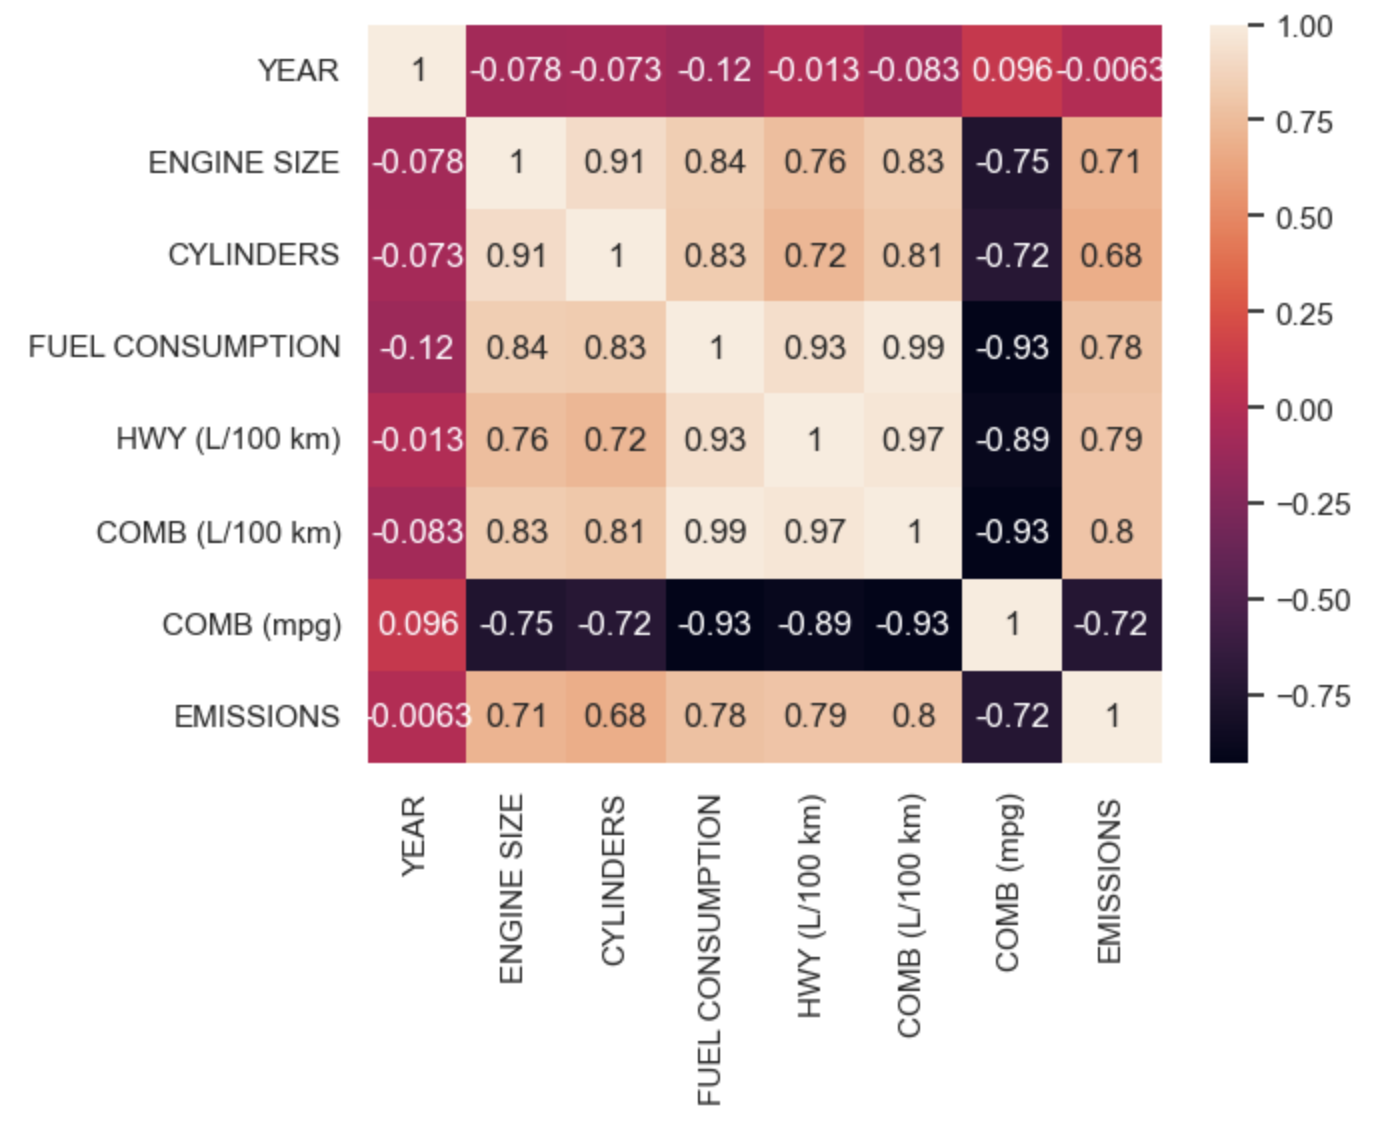 YEAR 1 -0.078 -0.073 -0.12 -0.013 -0.083 0.096 -0.0063
ENGINE SIZE -0.078 1 0.91 0.84 0.76 0.83 -0.75 0.71
CYLINDERS -0.073 0.91 1 0.83 0.72 0.81 -0.72 0.68
FUEL CONSUMPTION -0.12 0.84 0.83 1 0.93 0.99 -0.93 0.78
HWY (L/100 km) -0.013 0.76 0.72 0.93 1 0.97 -0.89 0.79
COMB (L/100 km) -0.083 0.83 0.81 0.99 0.97 1 -0.93 0.8
COMB (mpg) 0.096 -0.75 -0.72 -0.93 -0.89 -0.93 1 -0.72
EMISSIONS -0.0063 0.71 0.68 0.78 0.79 0.8 -0.72 1
YEAR
ENGINE SIZE
CYLINDERS
FUEL CONSUMPTION
HWY (L/100 km)
COMB (L/100 km)
COMB (mpg)
EMISSIONS
1.00
0.75
0.50
0.25
0.00
−0.25
−0.50
−0.75